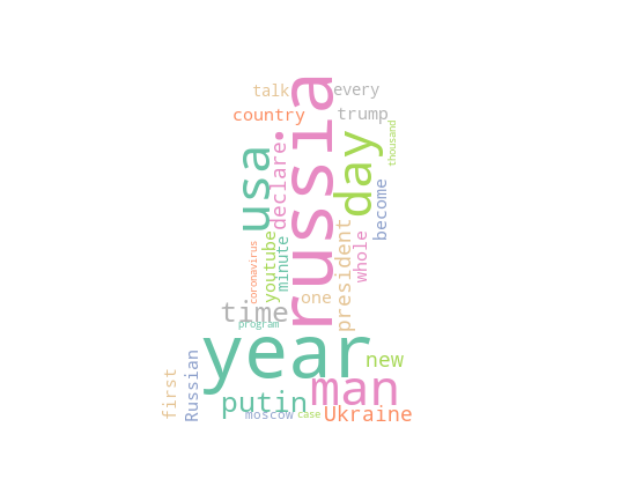 talk
every
country
trump
russia
thousand
day
usa
declare
become
youtube
minute
coronavirus
president
whole
one
time
program
year
new
man
first
Russian
putin
moscow
case
Ukraine